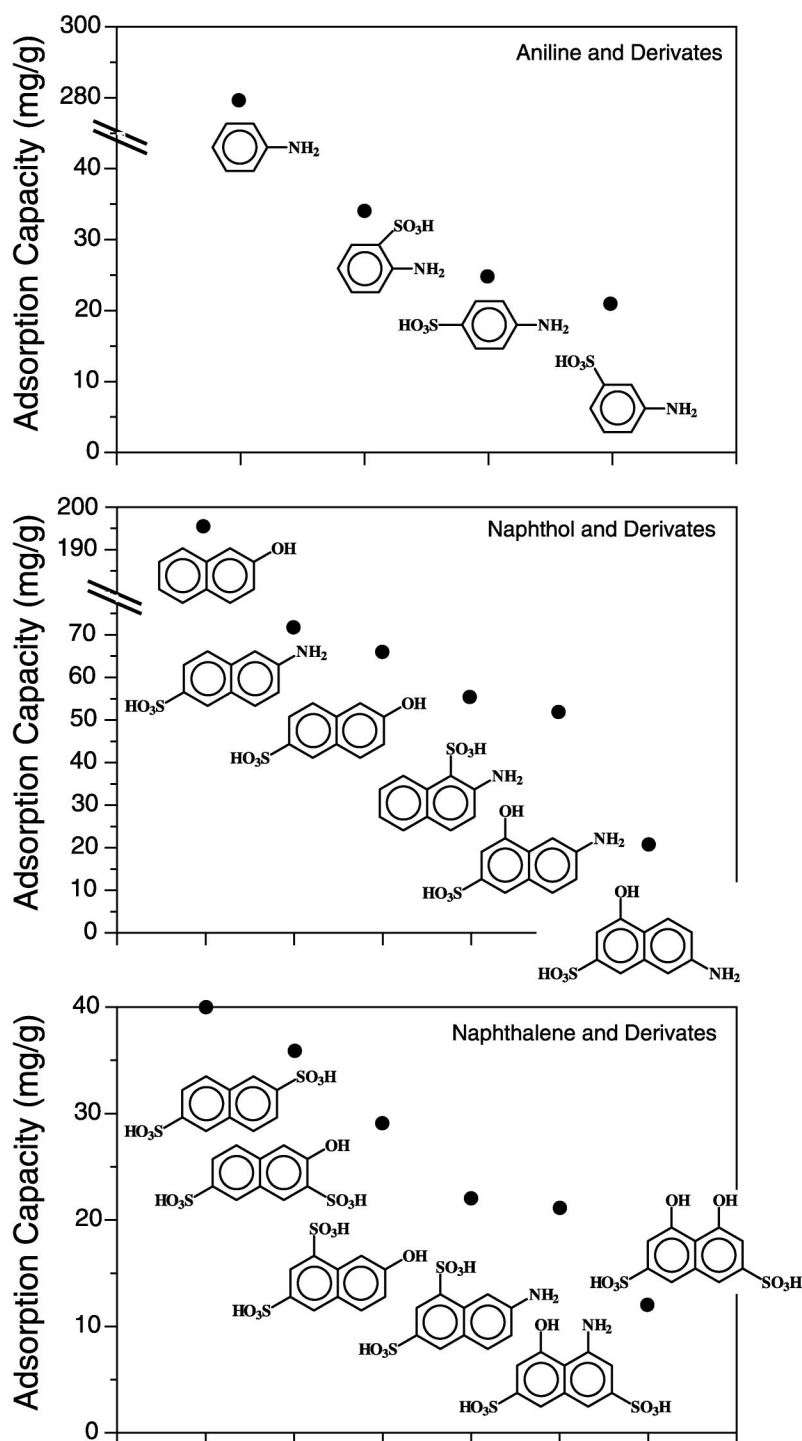 Adsorption Capacity (mg/g)
Aniline and Derivates
300
280
40
30
20
10
0
NH2
SO3H
NH2
HO3S
NH2
HO3S
NH2
Adsorption Capacity (mg/g)
Naphthol and Derivates
200
190
70
60
50
40
30
20
10
0
OH
NH2
HO3S
OH
HO3S
SO3H
NH2
OH
NH2
HO3S
OH
HO3S
NH2
Adsorption Capacity (mg/g)
Naphthalene and Derivates
40
30
20
10
0
SO3H
HO3S
OH
HO3S
SO3H
SO3H
OH
HO3S
SO3H
NH2
HO3S
OH NH2
HO3S
SO3H
OH OH
HO3S
SO3H